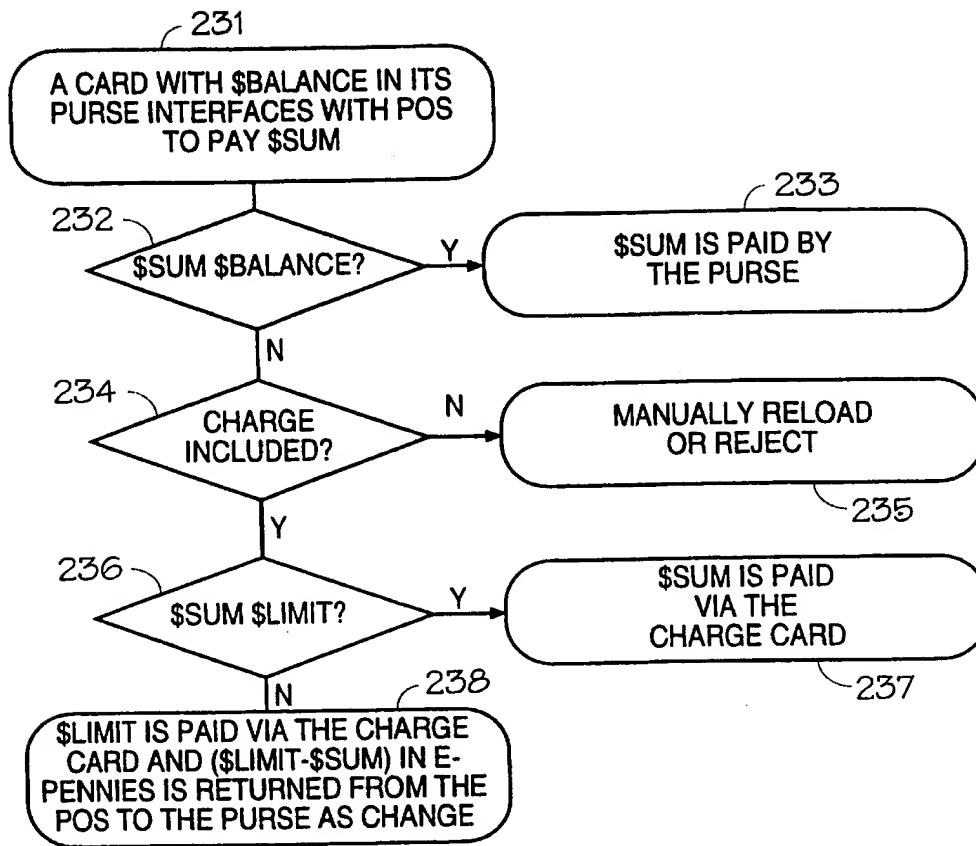 231
A CARD WITH $BALANCE IN ITS
PURSE INTERFACES WITH POS
TO PAY $SUM
232
$SUM $BALANCE?
Y
233
$SUM IS PAID BY
THE PURSE
N
234
CHARGE
INCLUDED?
N
MANUALLY RELOAD
OR REJECT
235
Y
236
$SUM $LIMIT?
Y
$SUM IS PAID
VIA THE
CHARGE CARD
237
N
238
$LIMIT IS PAID VIA THE CHARGE
CARD AND ($LIMIT-$SUM) IN E-
PENNIES IS RETURNED FROM THE
POS TO THE PURSE AS CHANGE